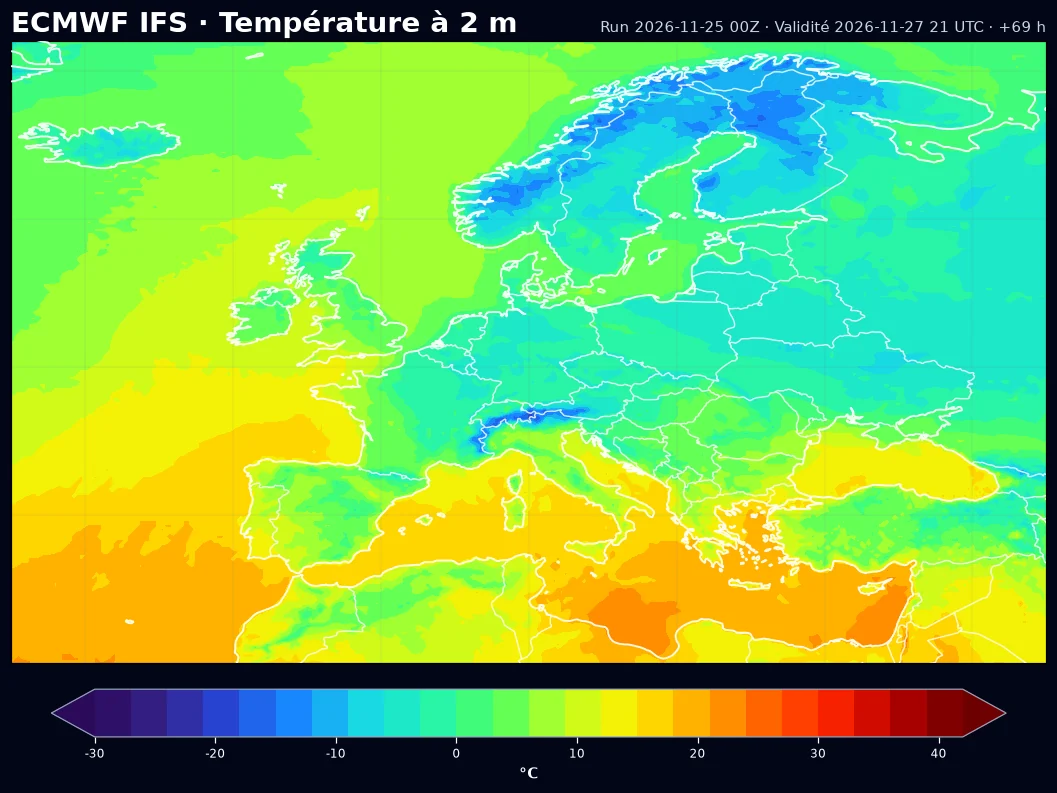 ECMWF IFS · Température à 2 m
Run 2026-11-25 00Z · Validité 2026-11-27 21 UTC · +69 h
-30 -20 -10 0 10 20 30 40
°C